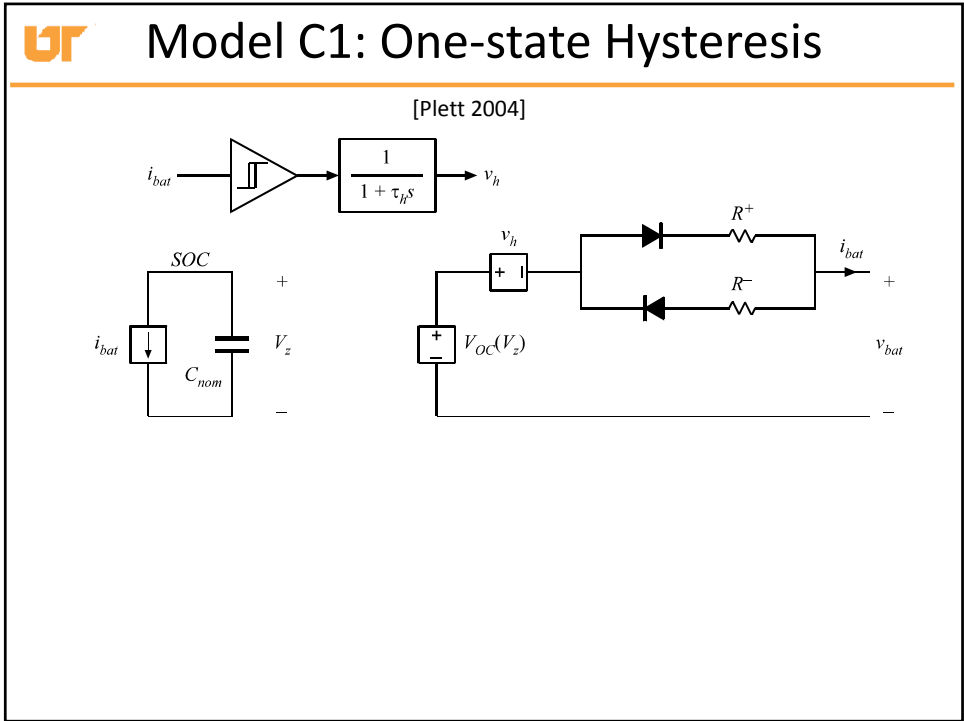 UT
Model C1: One-state Hysteresis
[Plett 2004]
i_bat
1
1 + τ_h s
v_h
SOC
i_bat
C_nom
+
V_z
–
v_h
+ –
+
–
V_OC(V_z)
R^+
R^–
i_bat
+
v_bat
–